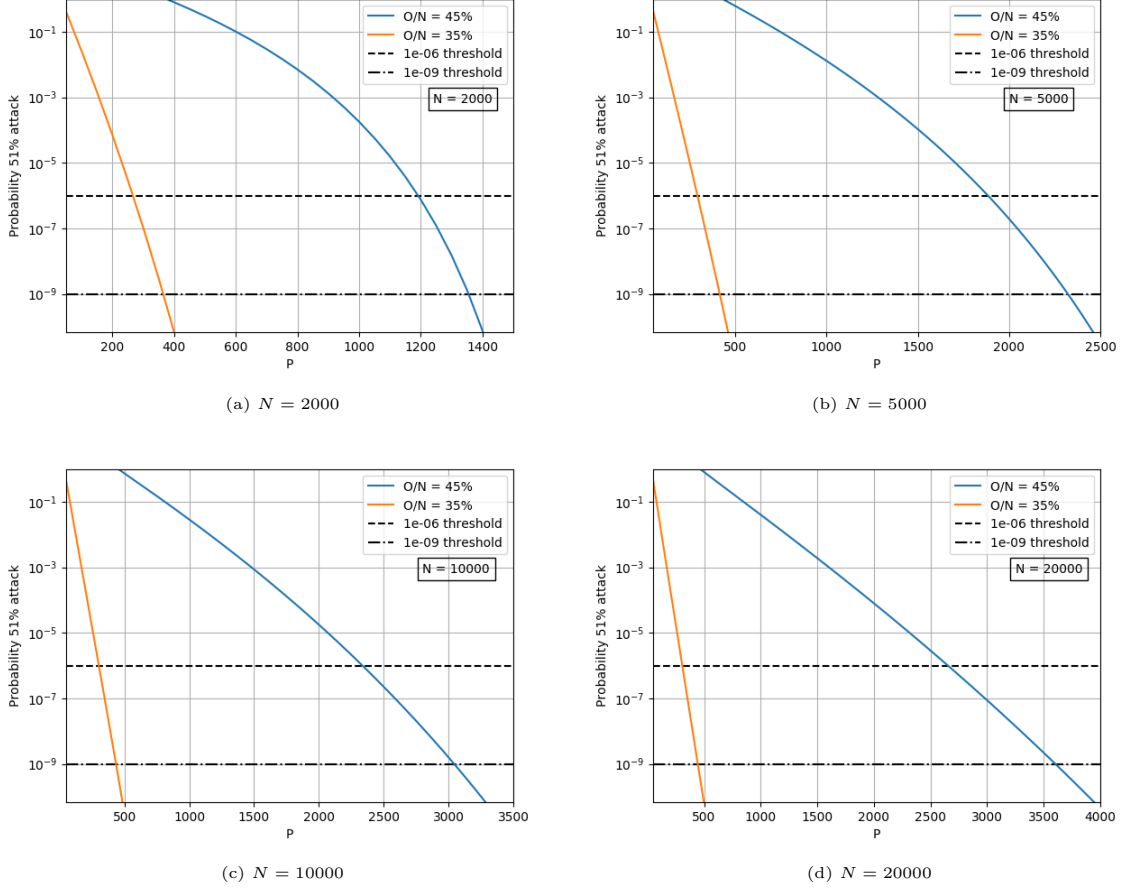 O/N = 45%
O/N = 35%
1e-06 threshold
1e-09 threshold
N = 2000
Probability 51% attack
10⁻¹
10⁻³
10⁻⁵
10⁻⁷
10⁻⁹
200 400 600 800 1000 1200 1400
P
(a) N = 2000
O/N = 45%
O/N = 35%
1e-06 threshold
1e-09 threshold
N = 5000
Probability 51% attack
10⁻¹
10⁻³
10⁻⁵
10⁻⁷
10⁻⁹
500 1000 1500 2000 2500
P
(b) N = 5000
O/N = 45%
O/N = 35%
1e-06 threshold
1e-09 threshold
N = 10000
Probability 51% attack
10⁻¹
10⁻³
10⁻⁵
10⁻⁷
10⁻⁹
500 1000 1500 2000 2500 3000 3500
P
(c) N = 10000
O/N = 45%
O/N = 35%
1e-06 threshold
1e-09 threshold
N = 20000
Probability 51% attack
10⁻¹
10⁻³
10⁻⁵
10⁻⁷
10⁻⁹
500 1000 1500 2000 2500 3000 3500 4000
P
(d) N = 20000